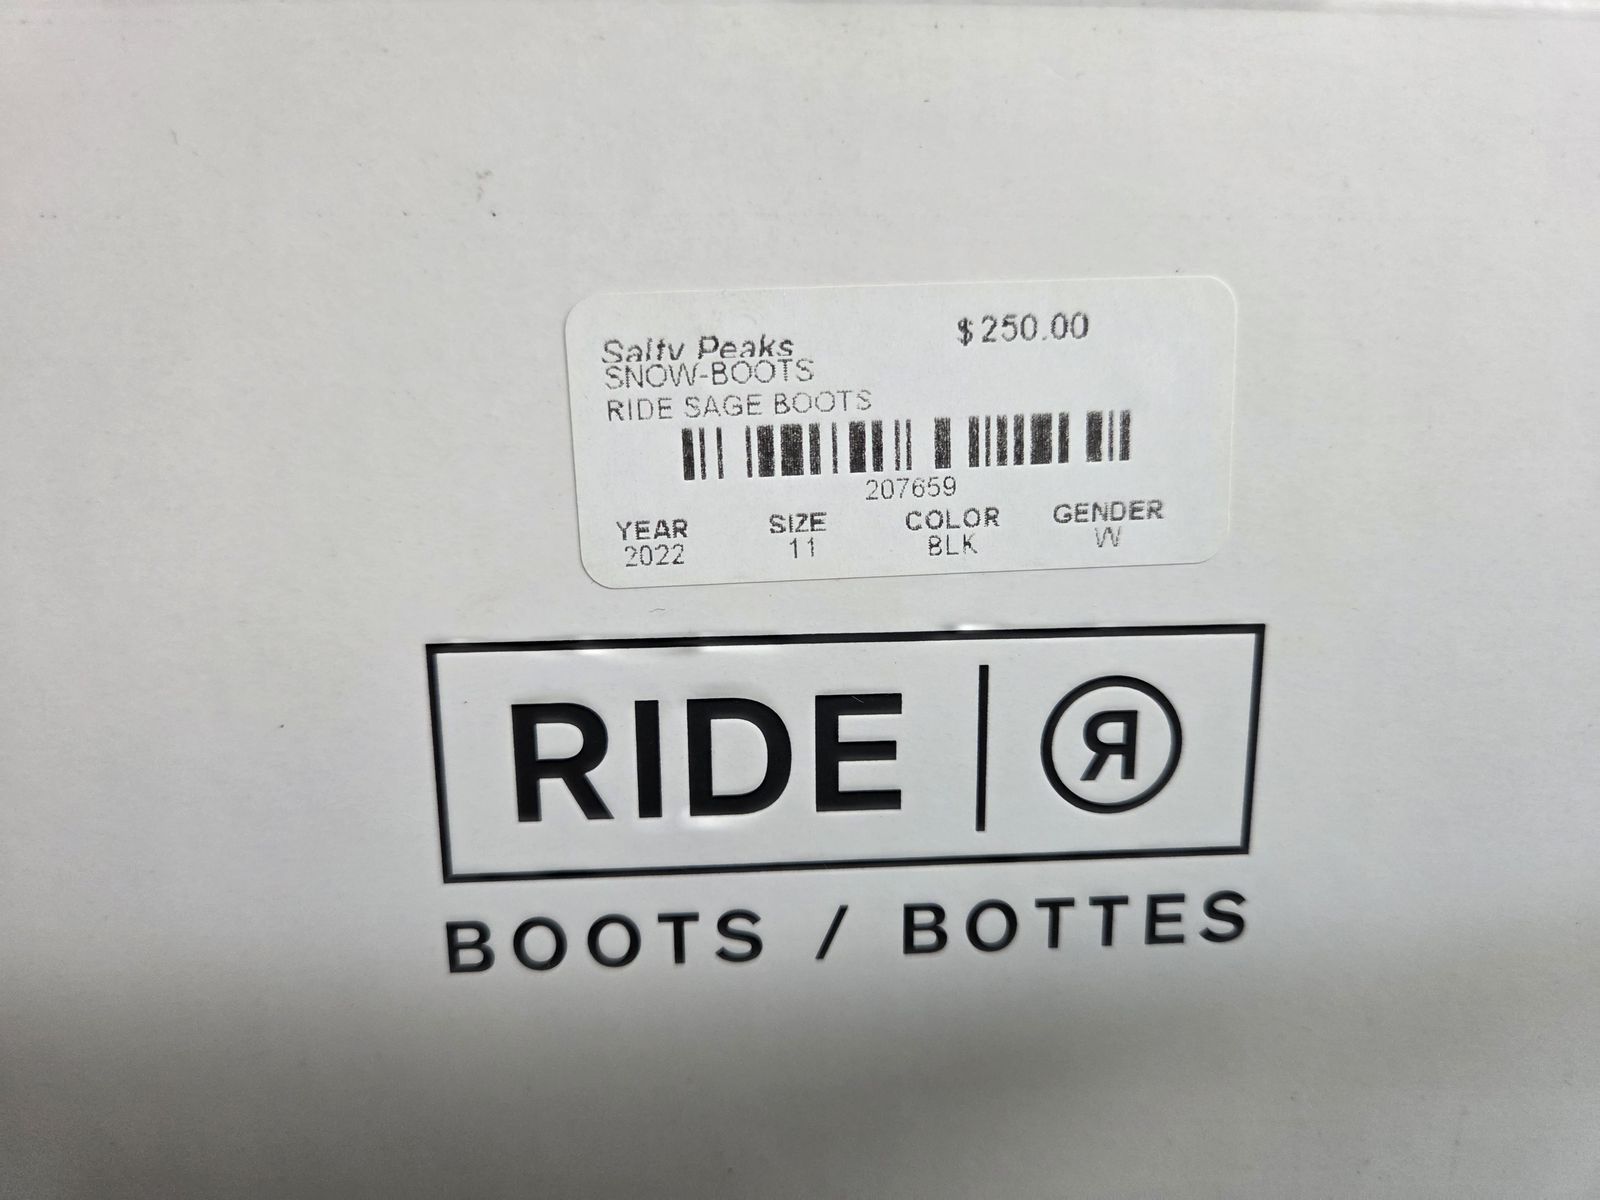 Salty Peaks
$250.00
SNOW-BOOTS
RIDE SAGE BOOTS
207659
YEAR SIZE COLOR GENDER
2022 11 BLK W
RIDE | R
BOOTS / BOTTES